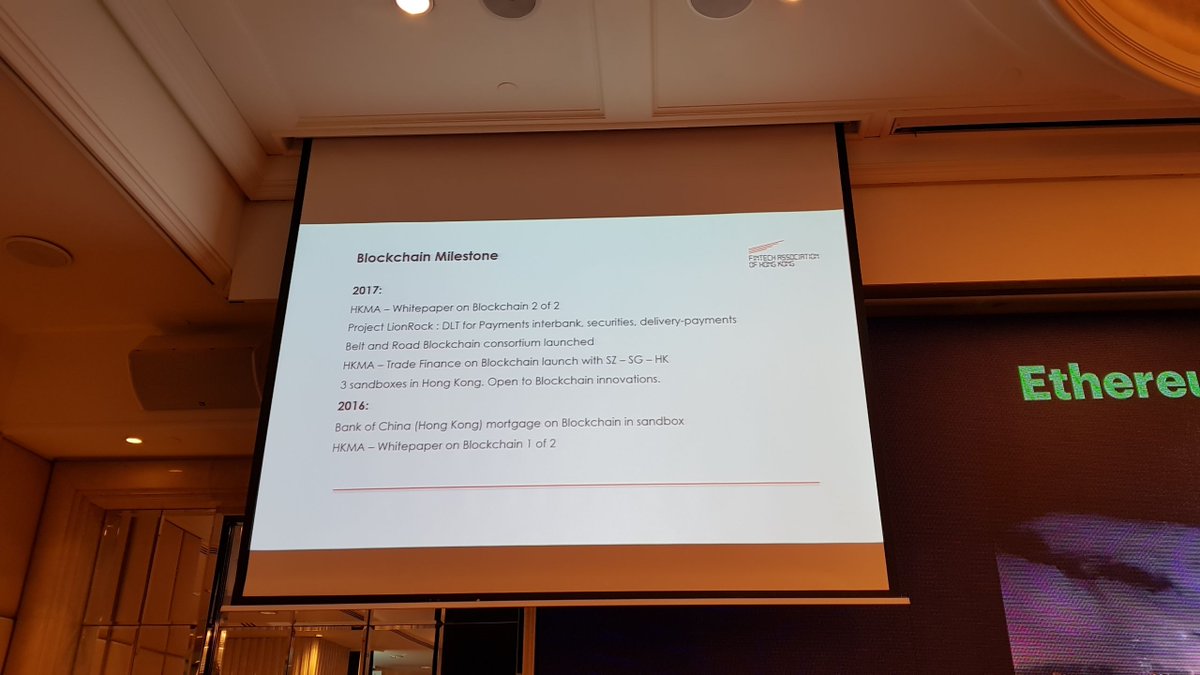 Blockchain Milestone
FINTECH ASSOCIATION
OF HONG KONG
2017:
HKMA – Whitepaper on Blockchain 2 of 2
Project LionRock : DLT for Payments interbank, securities, delivery-payments
Belt and Road Blockchain consortium launched
HKMA – Trade Finance on Blockchain launch with SZ – SG – HK
3 sandboxes in Hong Kong. Open to Blockchain innovations.
2016:
Bank of China (Hong Kong) mortgage on Blockchain in sandbox
HKMA – Whitepaper on Blockchain 1 of 2
Ethereu